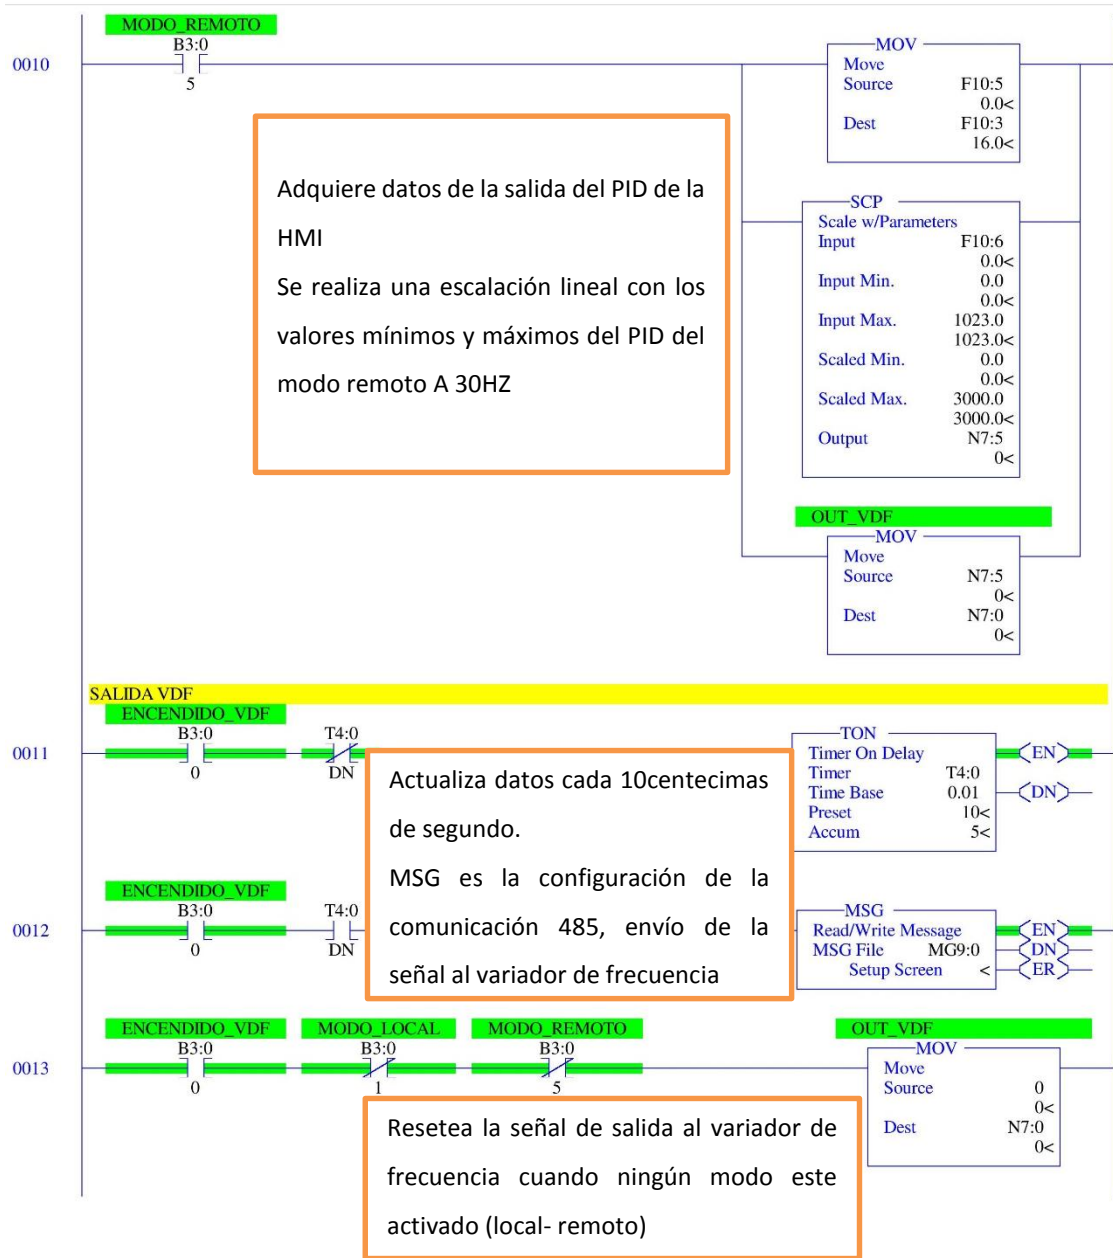 MODO_REMOTO
B3:0
0010
5
MOV
Move
Source F10:5
0.0<
Dest F10:3
16.0<
Adquiere datos de la salida del PID de la
HMI
Se realiza una escalación lineal con los
valores mínimos y máximos del PID del
modo remoto A 30HZ
SCP
Scale w/Parameters
Input F10:6
0.0<
Input Min. 0.0
0.0<
Input Max. 1023.0
1023.0<
Scaled Min. 0.0
0.0<
Scaled Max. 3000.0
3000.0<
Output N7:5
0<
OUT_VDF
MOV
Move
Source N7:5
0<
Dest N7:0
0<
SALIDA VDF
ENCENDIDO_VDF
B3:0 T4:0
0011
0 DN
TON
Timer On Delay
Timer T4:0
Time Base 0.01
Preset 10<
Accum 5<
EN
DN
Actualiza datos cada 10centecimas
de segundo.
MSG es la configuración de la
comunicación 485, envío de la
señal al variador de frecuencia
ENCENDIDO_VDF
B3:0 T4:0
0012
0 DN
MSG
Read/Write Message
MSG File MG9:0
Setup Screen <
EN
DN
ER
ENCENDIDO_VDF MODO_LOCAL MODO_REMOTO OUT_VDF
B3:0 B3:0 B3:0
0013
0 1 5
MOV
Move
Source 0
0<
Dest N7:0
0<
Resetea la señal de salida al variador de
frecuencia cuando ningún modo este
activado (local- remoto)